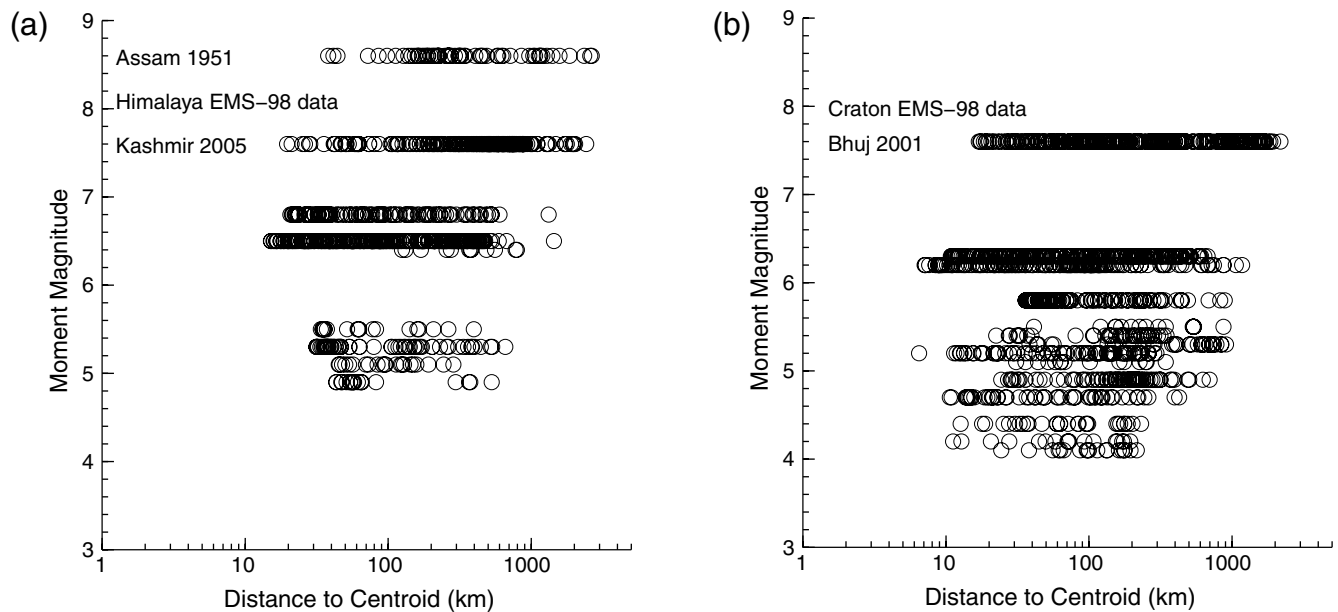 (a)
9
8
7
6
5
4
3
Moment Magnitude
Assam 1951
Himalaya EMS−98 data
Kashmir 2005
1
10
100
1000
Distance to Centroid (km)
(b)
9
8
7
6
5
4
3
Moment Magnitude
Craton EMS−98 data
Bhuj 2001
1
10
100
1000
Distance to Centroid (km)